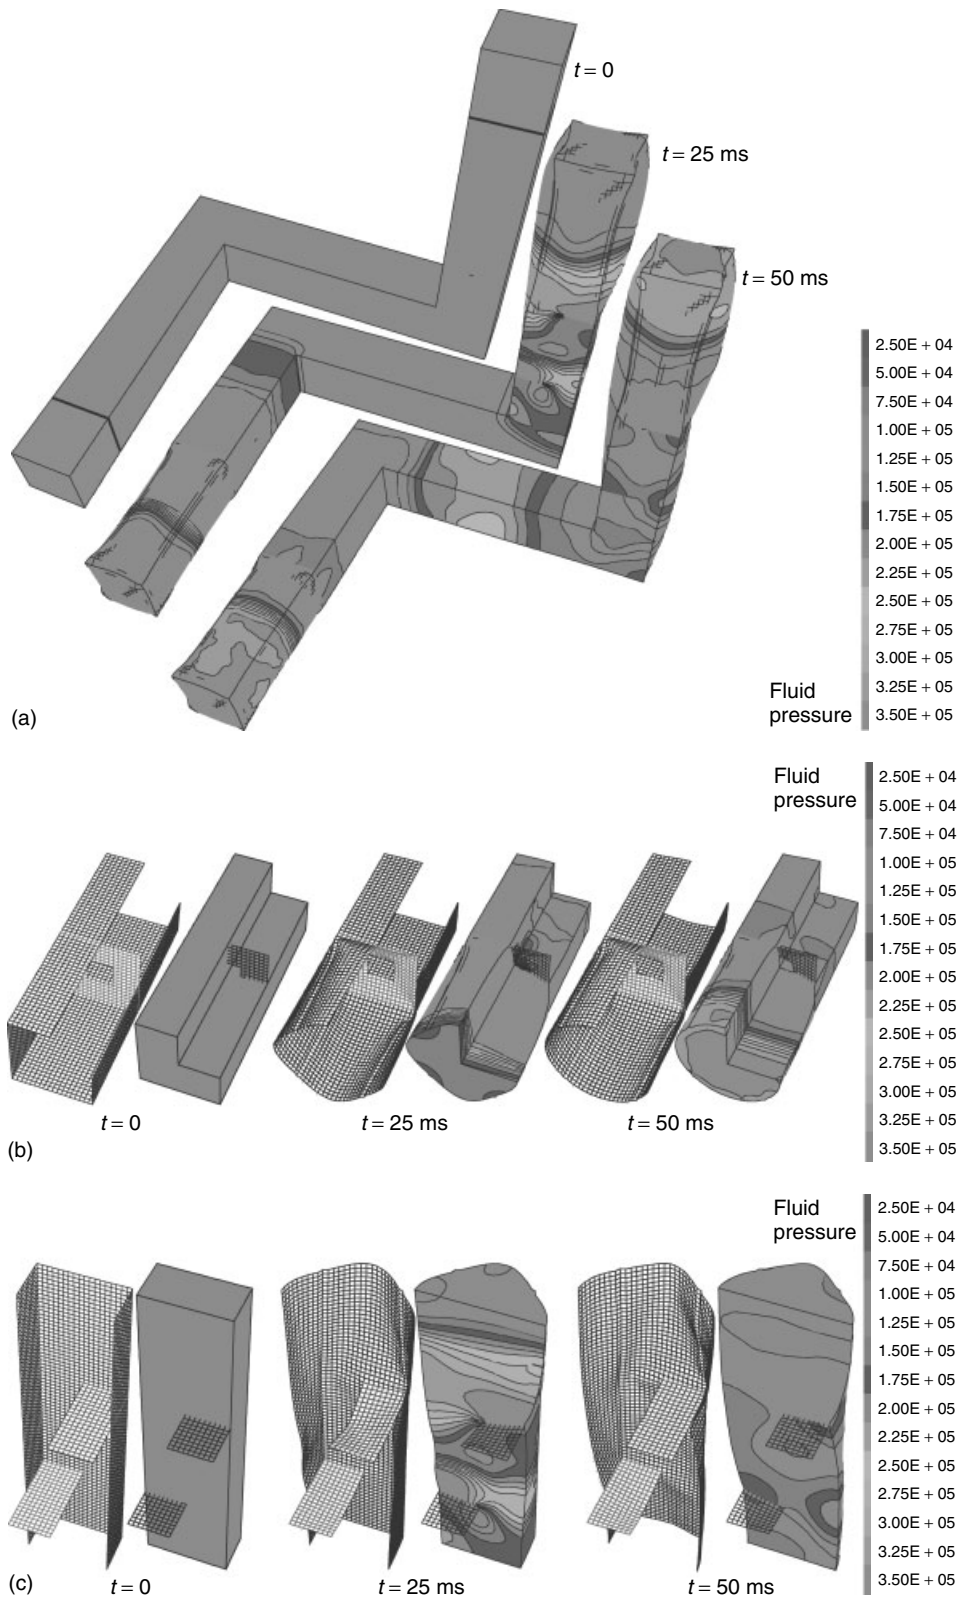 t = 0
t = 25 ms
t = 50 ms
2.50E + 04
5.00E + 04
7.50E + 04
1.00E + 05
1.25E + 05
1.50E + 05
1.75E + 05
2.00E + 05
2.25E + 05
2.50E + 05
2.75E + 05
3.00E + 05
3.25E + 05
3.50E + 05
Fluid
pressure
(a)
Fluid
pressure
2.50E + 04
5.00E + 04
7.50E + 04
1.00E + 05
1.25E + 05
1.50E + 05
1.75E + 05
2.00E + 05
2.25E + 05
2.50E + 05
2.75E + 05
3.00E + 05
3.25E + 05
3.50E + 05
t = 0
t = 25 ms
t = 50 ms
(b)
Fluid
pressure
2.50E + 04
5.00E + 04
7.50E + 04
1.00E + 05
1.25E + 05
1.50E + 05
1.75E + 05
2.00E + 05
2.25E + 05
2.50E + 05
2.75E + 05
3.00E + 05
3.25E + 05
3.50E + 05
(c)
t = 0
t = 25 ms
t = 50 ms